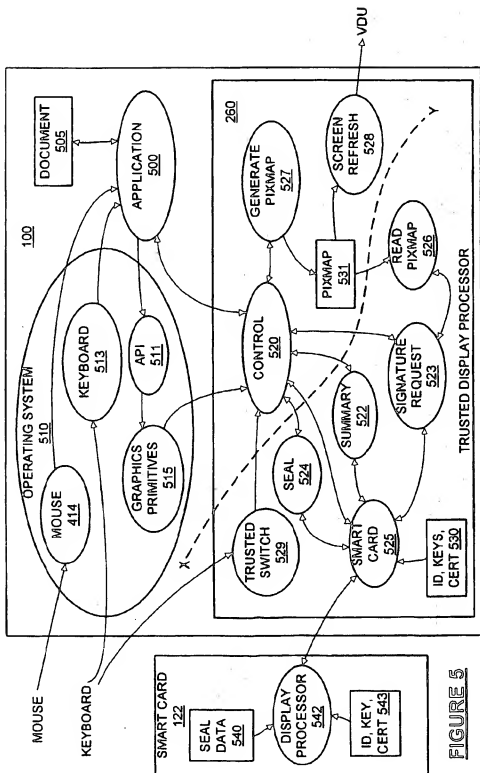 DOCUMENT
505
100
OPERATING SYSTEM
510
MOUSE
414
KEYBOARD
513
API
511
GRAPHICS
PRIMITIVES
515
APPLICATION
500
MOUSE
KEYBOARD
260
GENERATE
PIXMAP
527
PIXMAP
531
SCREEN
REFRESH
528
VDU
READ
PIXMAP
526
CONTROL
520
X
Y
TRUSTED
SWITCH
529
SEAL
524
SUMMARY
522
SIGNATURE
REQUEST
523
SMART
CARD
525
ID, KEYS,
CERT 530
TRUSTED DISPLAY PROCESSOR
SMART CARD
122
SEAL
DATA
540
DISPLAY
PROCESSOR
542
ID, KEY,
CERT 543
FIGURE 5